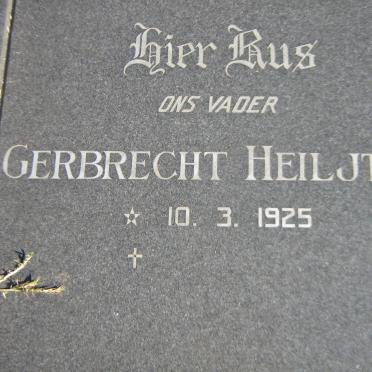 Hier Rus
ONS VADER
GERBRECHT HEILJT
☆ 10. 3. 1925
✝